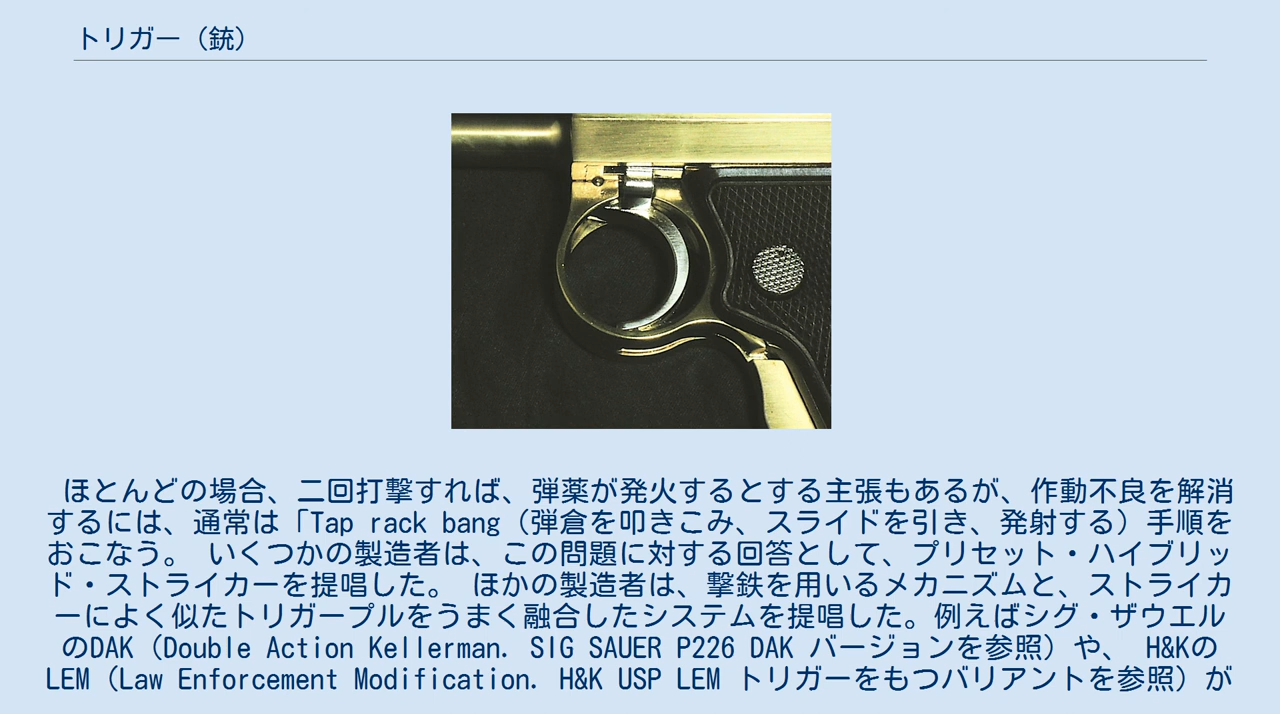 トリガー（銃）
ほとんどの場合、二回打撃すれば、弾薬が発火するとする主張もあるが、作動不良を解消
するには、通常は「Tap rack bang（弾倉を叩きこみ、スライドを引き、発射する）手順を
おこなう。 いくつかの製造者は、この問題に対する回答として、プリセット・ハイブリッ
ド・ストライカーを提唱した。 ほかの製造者は、撃鉄を用いるメカニズムと、ストライカ
ーによく似たトリガープルをうまく融合したシステムを提唱した。例えばシグ・ザウエル
のDAK（Double Action Kellerman. SIG SAUER P226 DAK バージョンを参照）や、 H&Kの
LEM（Law Enforcement Modification. H&K USP LEM トリガーをもつバリアントを参照）が